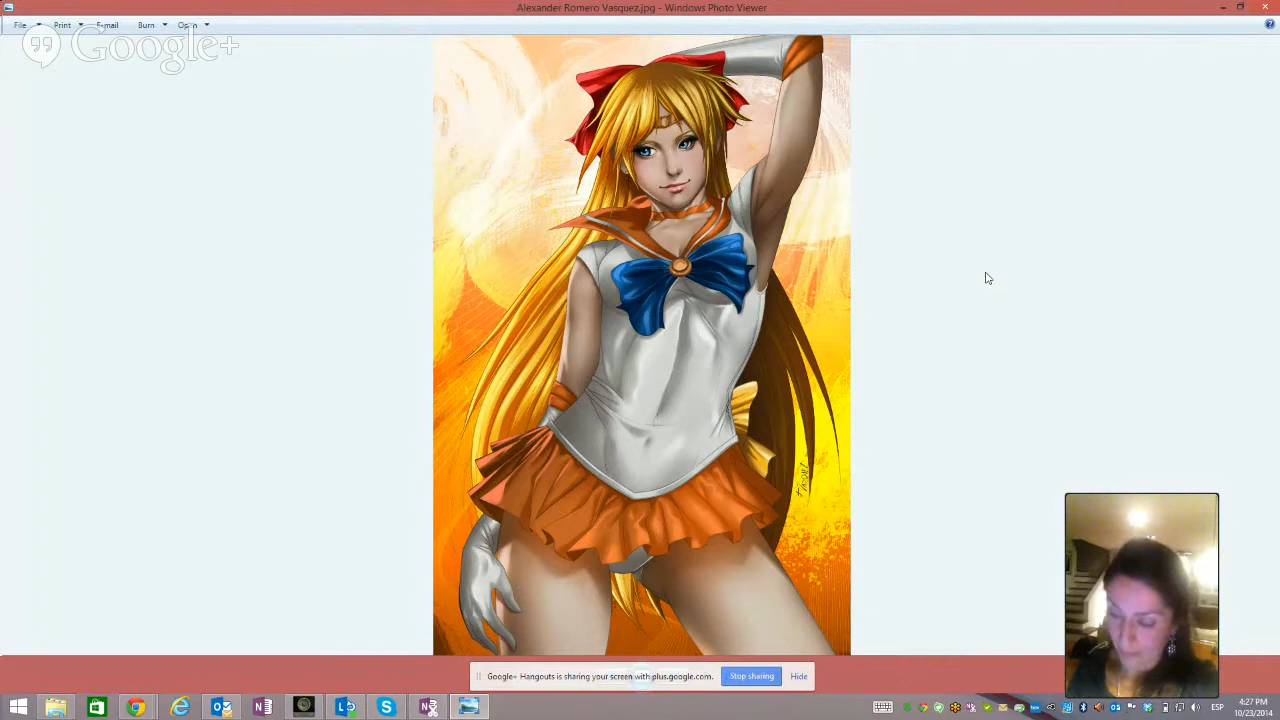 Alexander Romero Vasquez.jpg - Windows Photo Viewer
File Print E-mail Burn Open
Google+
Google+ Hangouts is sharing your screen with plus.google.com. Stop sharing Hide
ESP
4:27 PM
10/23/2014